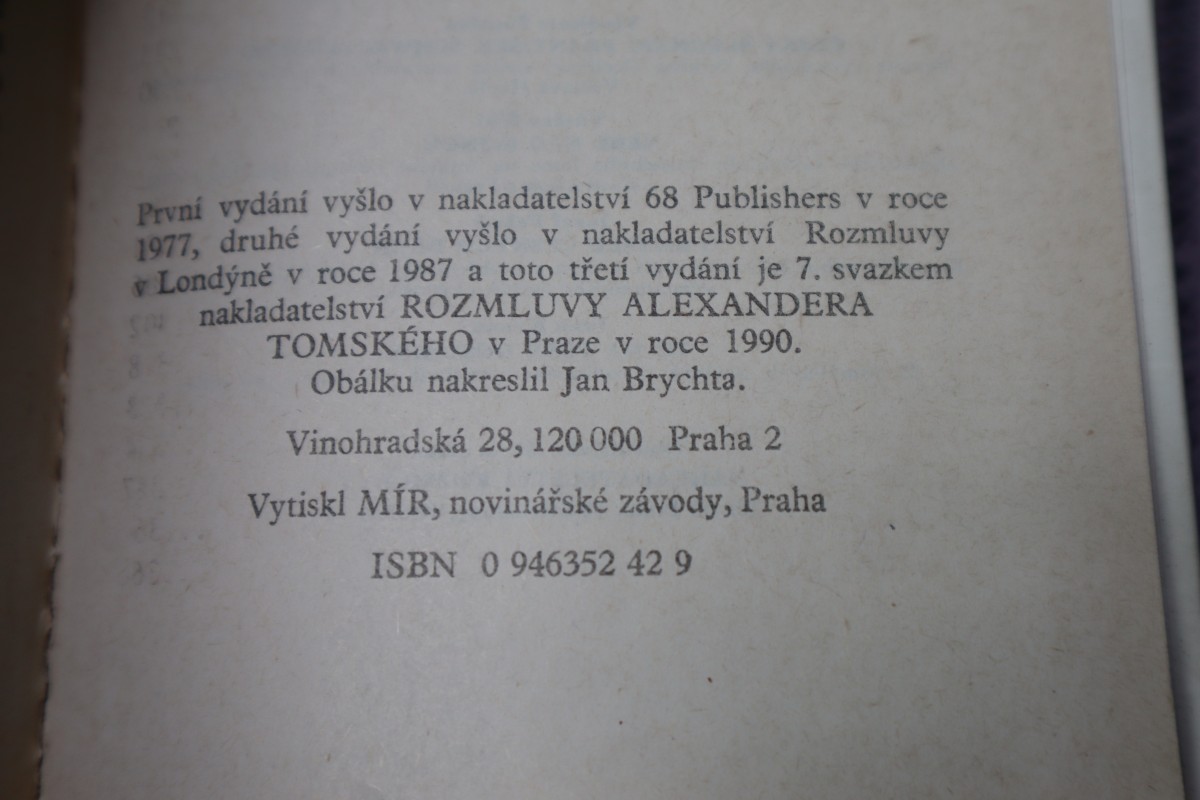 První vydání vyšlo v nakladatelství 68 Publishers v roce
1977, druhé vydání vyšlo v nakladatelství Rozmluvy
v Londýně v roce 1987 a toto třetí vydání je 7. svazkem
nakladatelství ROZMLUVY ALEXANDERA
TOMSKÉHO v Praze v roce 1990.
Obálku nakreslil Jan Brychta.
Vinohradská 28, 120 000 Praha 2
Vytiskl MÍR, novinářské závody, Praha
ISBN 0 946352 42 9